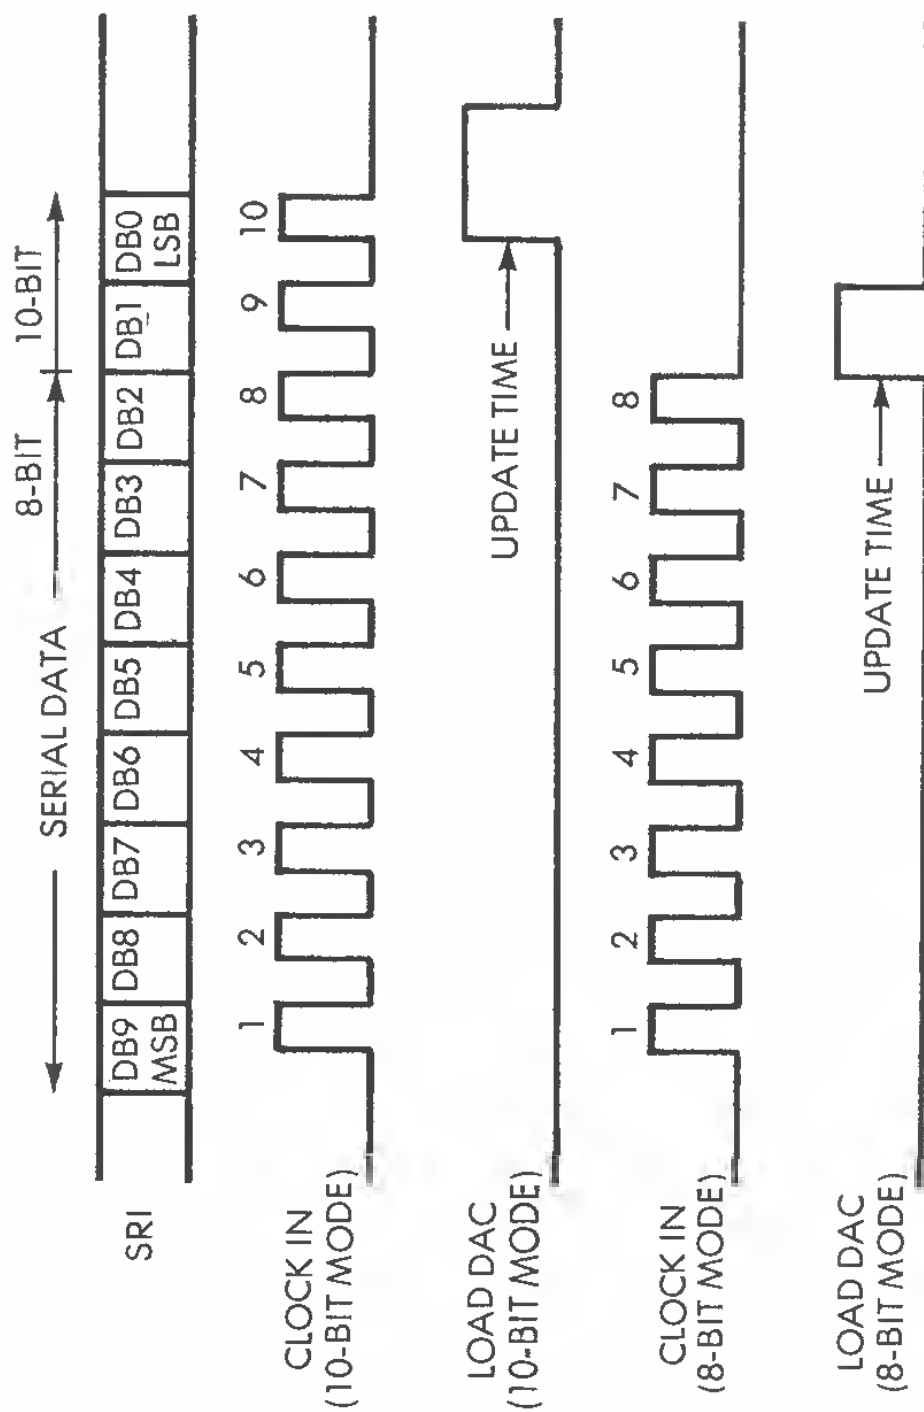 SERIAL DATA
8-BIT
10-BIT
SRI
DB9
MSB
DB8
DB7
DB6
DB5
DB4
DB3
DB2
DB1
DB0
LSB
1 2 3 4 5 6 7 8 9 10
CLOCK IN
(10-BIT MODE)
LOAD DAC
(10-BIT MODE)
UPDATE TIME
1 2 3 4 5 6 7 8
CLOCK IN
(8-BIT MODE)
LOAD DAC
(8-BIT MODE)
UPDATE TIME